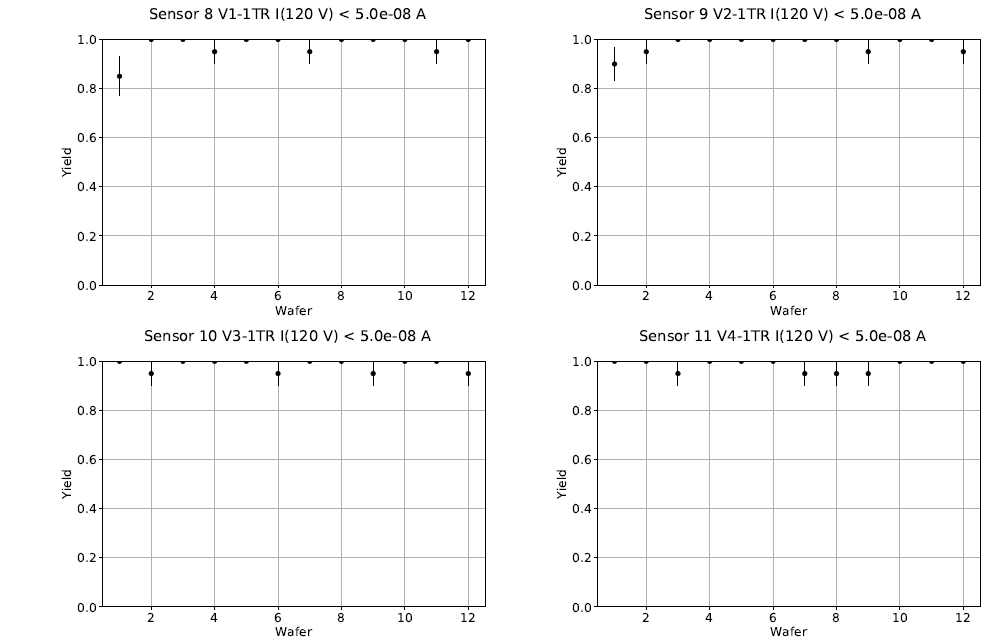 Sensor 8 V1-1TR I(120 V) < 5.0e-08 A
1.0
0.8
0.6
0.4
0.2
0.0
Yield
2 4 6 8 10 12
Wafer
Sensor 9 V2-1TR I(120 V) < 5.0e-08 A
1.0
0.8
0.6
0.4
0.2
0.0
Yield
2 4 6 8 10 12
Wafer
Sensor 10 V3-1TR I(120 V) < 5.0e-08 A
1.0
0.8
0.6
0.4
0.2
0.0
Yield
2 4 6 8 10 12
Wafer
Sensor 11 V4-1TR I(120 V) < 5.0e-08 A
1.0
0.8
0.6
0.4
0.2
0.0
Yield
2 4 6 8 10 12
Wafer